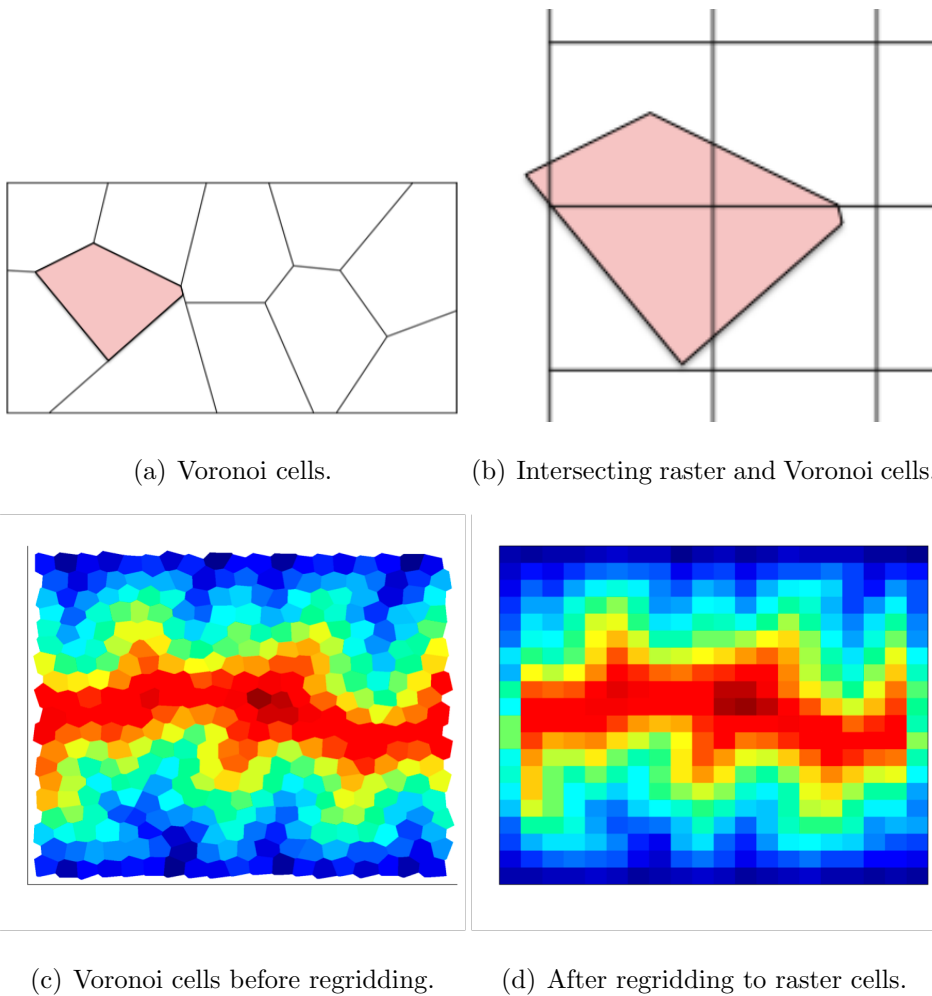 (a) Voronoi cells.
(b) Intersecting raster and Voronoi cells.
(c) Voronoi cells before regridding.
(d) After regridding to raster cells.